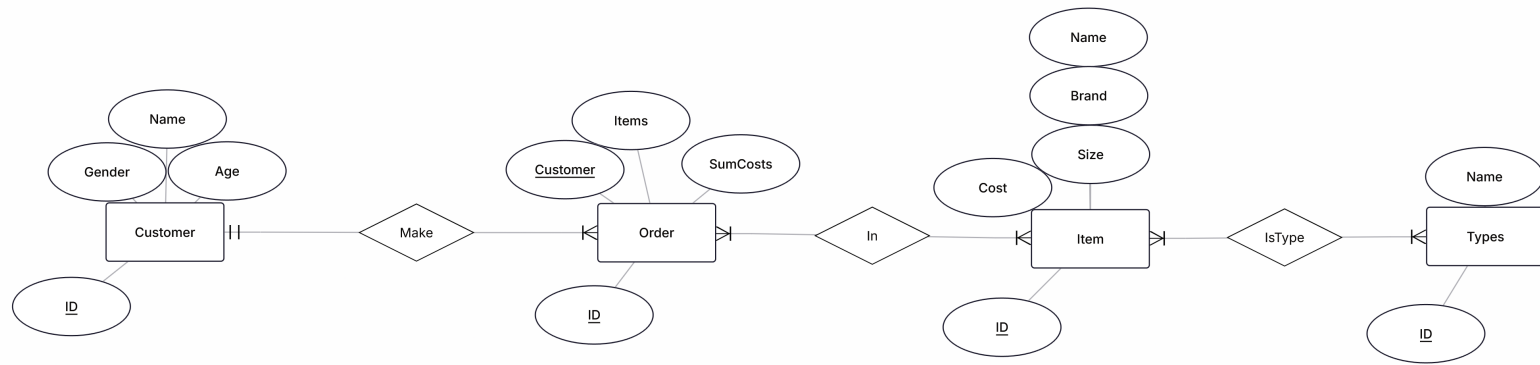 Name
Gender
Age
Customer
ID
Make
Items
Customer
SumCosts
Order
ID
In
Name
Brand
Size
Cost
Item
ID
IsType
Name
Types
ID